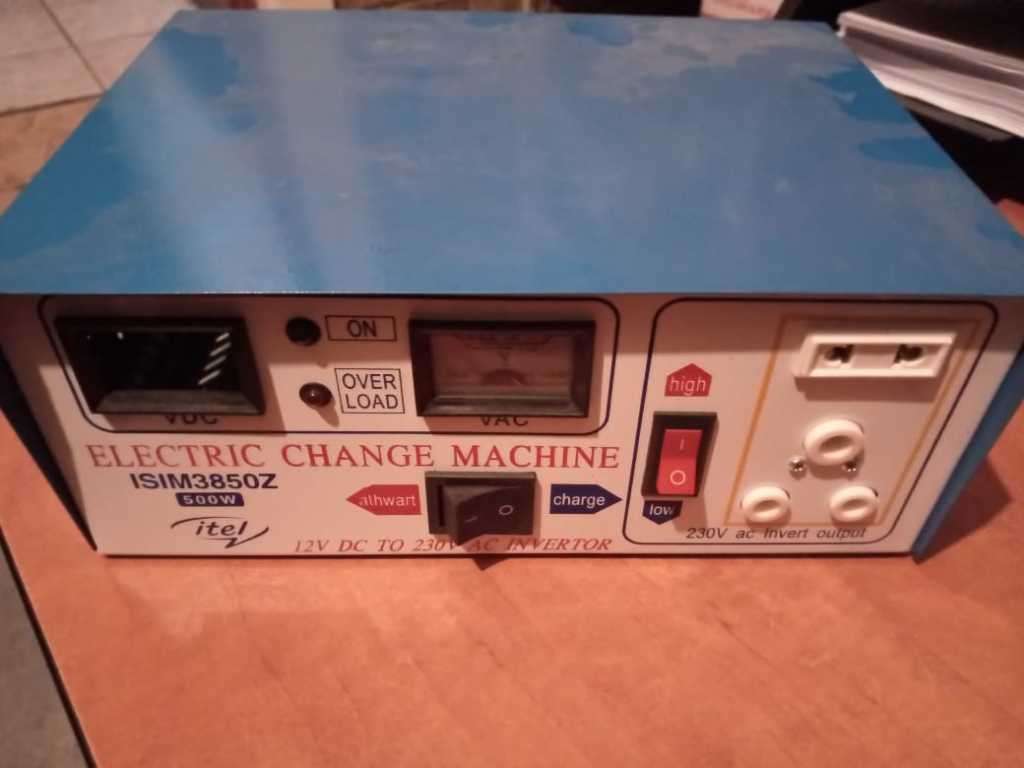 ON
OVER
LOAD
VDC
VAC
ELECTRIC CHANGE MACHINE
ISIM3850Z
500W
itel
athwart
charge
12V DC TO 230V AC INVERTOR
high
I
O
low
230V ac Invert output